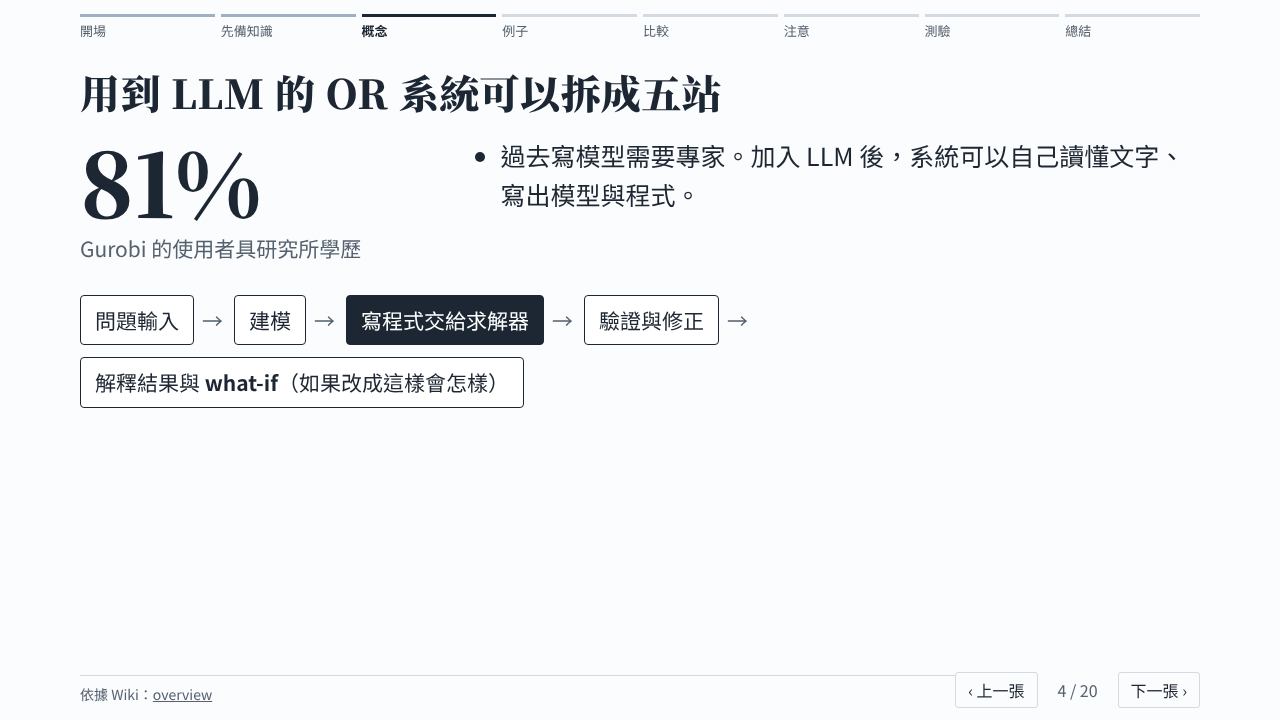 開場
先備知識
概念
例子
比較
注意
測驗
總結
用到 LLM 的 OR 系統可以拆成五站
81%
Gurobi 的使用者具研究所學歷
• 過去寫模型需要專家。加入 LLM 後，系統可以自己讀懂文字、
寫出模型與程式。
問題輸入 → 建模 → 寫程式交給求解器 → 驗證與修正 →
解釋結果與 what-if（如果改成這樣會怎樣）
依據 Wiki：overview
‹ 上一張
4 / 20
下一張 ›